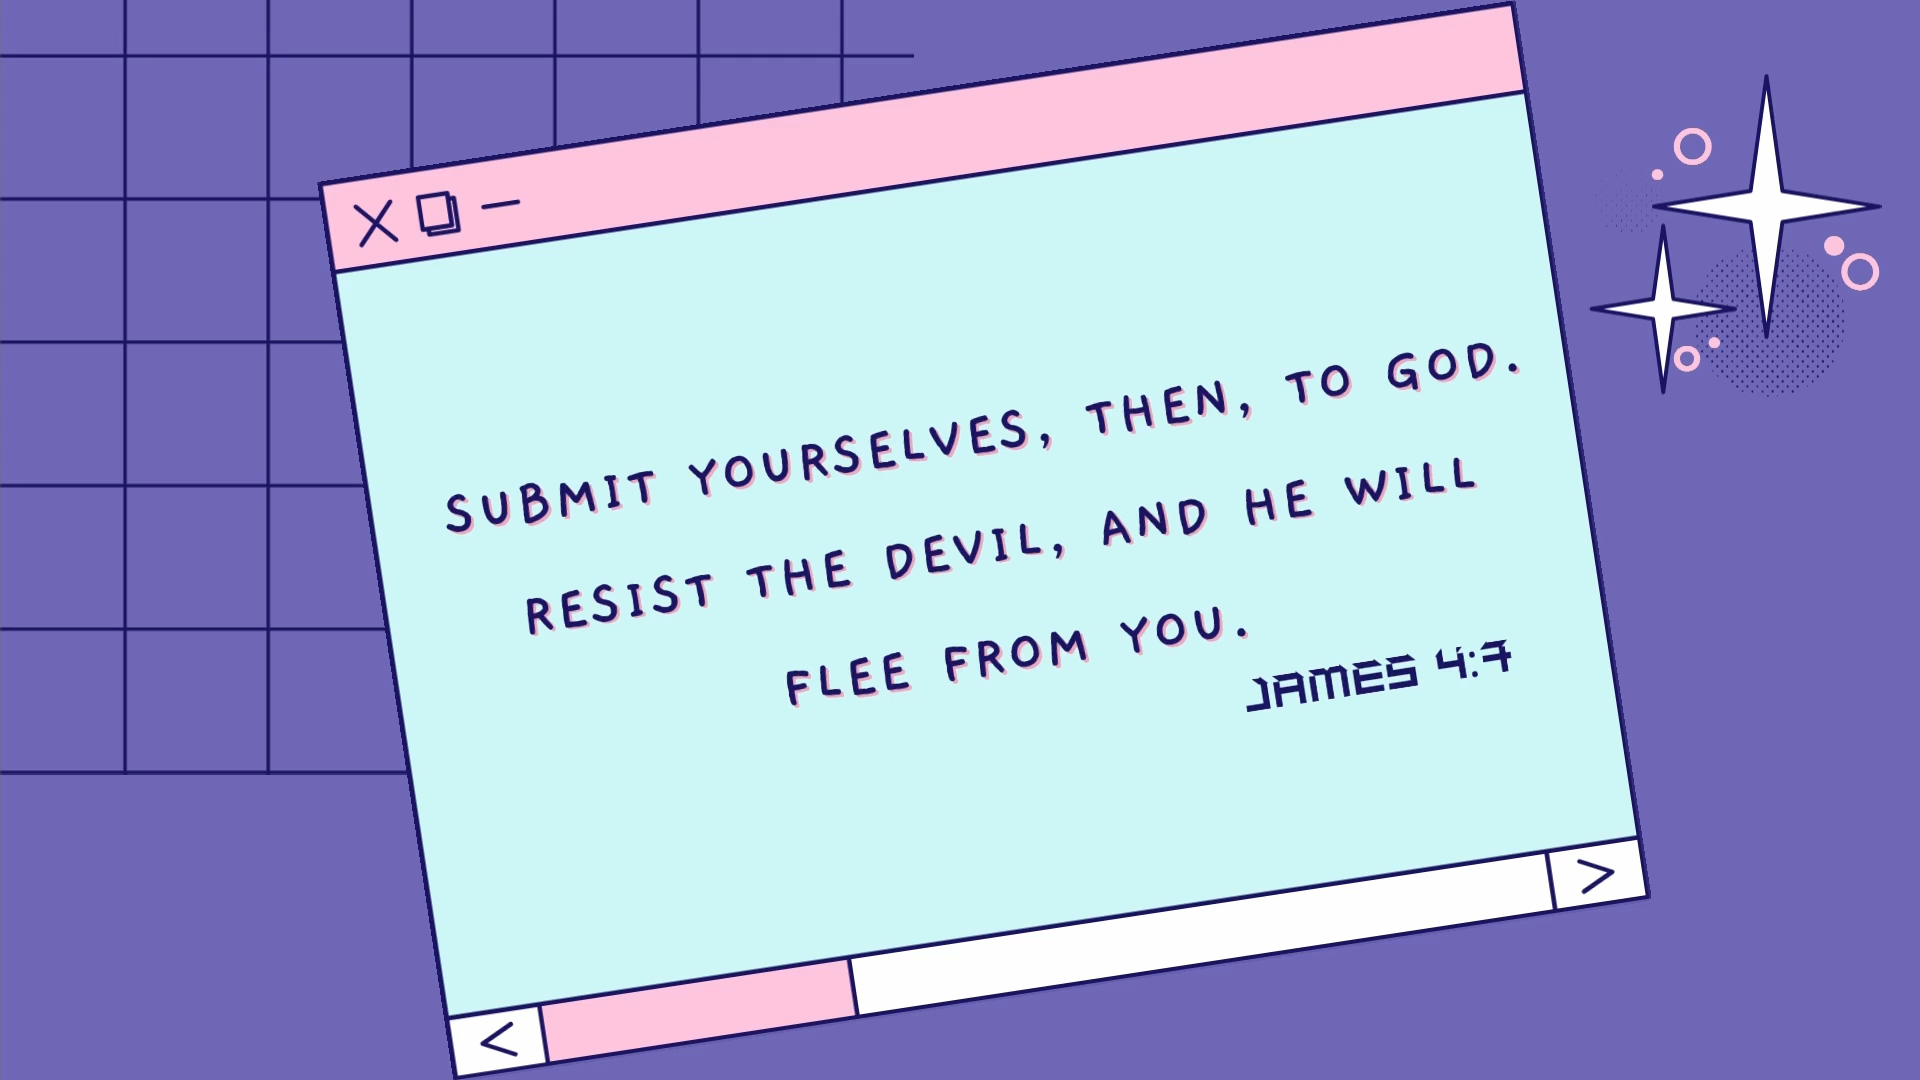 SUBMIT YOURSELVES, THEN, TO GOD.
RESIST THE DEVIL, AND HE WILL
FLEE FROM YOU.
JAMES 4:7